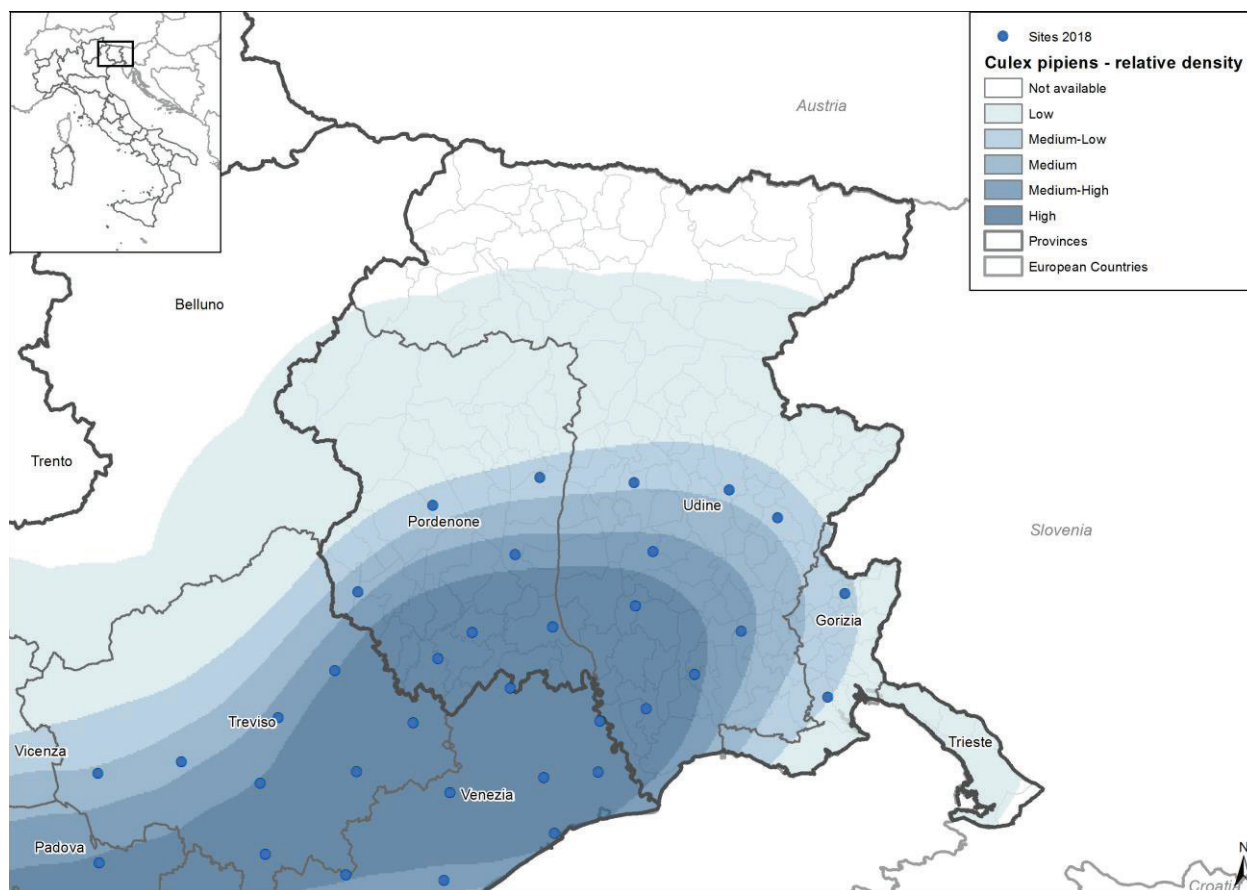 Sites 2018
Culex pipiens - relative density
Not available
Low
Medium-Low
Medium
Medium-High
High
Provinces
European Countries
Austria
Belluno
Trento
Pordenone
Udine
Slovenia
Gorizia
Treviso
Vicenza
Trieste
Venezia
Padova
N
Croatia